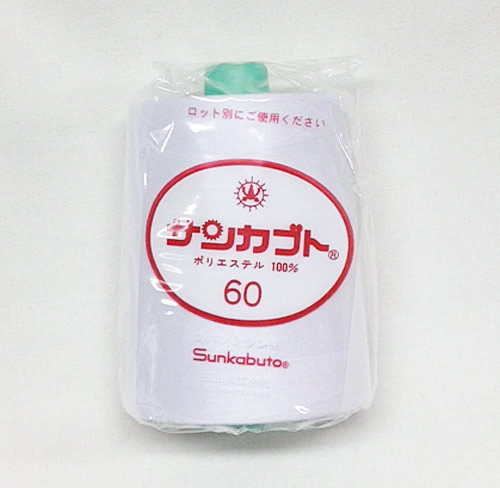 ロット別にご使用ください
サンカブト®
ポリエステル 100%
60
Sunkabuto®